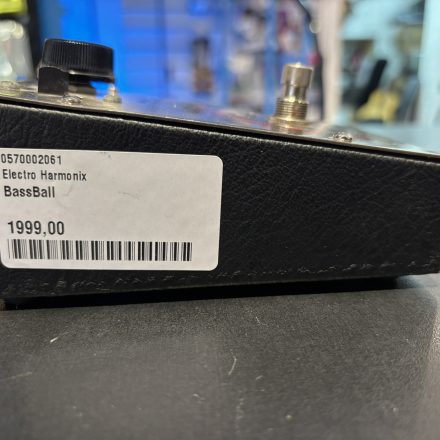 0570002061
Electro Harmonix
BassBall
1999,00